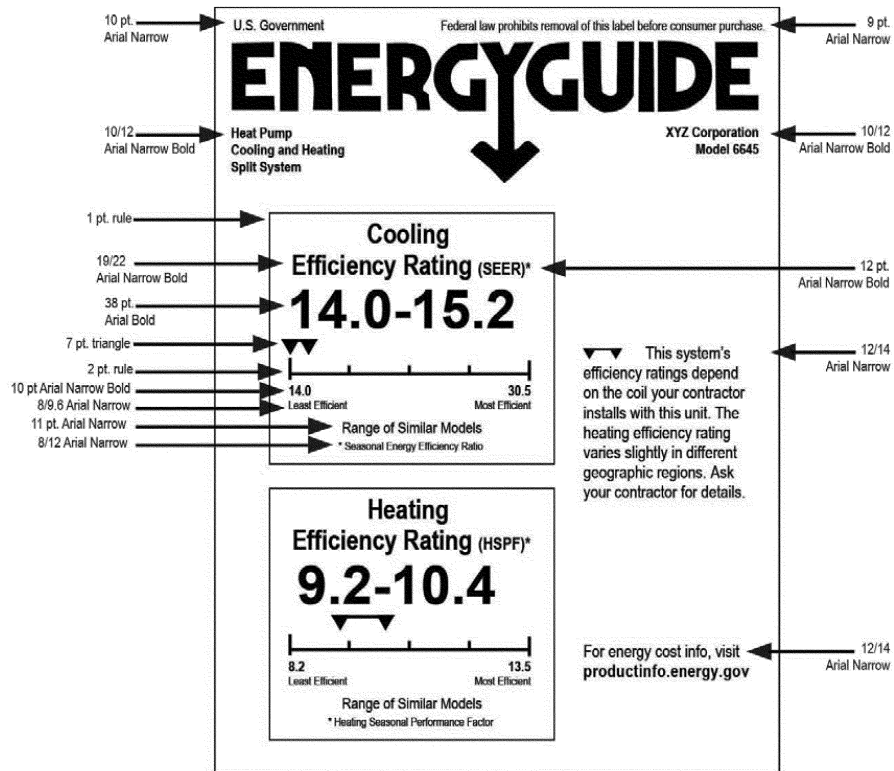 10 pt.
Arial Narrow
U.S. Government
Federal law prohibits removal of this label before consumer purchase.
9 pt.
Arial Narrow
ENERGYGUIDE
10/12
Arial Narrow Bold
Heat Pump
Cooling and Heating
Split System
XYZ Corporation
Model 6645
10/12
Arial Narrow Bold
1 pt. rule
Cooling
19/22
Arial Narrow Bold
Efficiency Rating (SEER)*
12 pt.
Arial Narrow Bold
38 pt.
Arial Bold
14.0-15.2
7 pt. triangle
2 pt. rule
10 pt Arial Narrow Bold
14.0
30.5
8/9.6 Arial Narrow
Least Efficient
Most Efficient
11 pt. Arial Narrow
Range of Similar Models
8/12 Arial Narrow
* Seasonal Energy Efficiency Ratio
This system's
efficiency ratings depend
on the coil your contractor
installs with this unit. The
heating efficiency rating
varies slightly in different
geographic regions. Ask
your contractor for details.
12/14
Arial Narrow
Heating
Efficiency Rating (HSPF)*
9.2-10.4
8.2
13.5
Least Efficient
Most Efficient
Range of Similar Models
* Heating Seasonal Performance Factor
For energy cost info, visit
productinfo.energy.gov
12/14
Arial Narrow